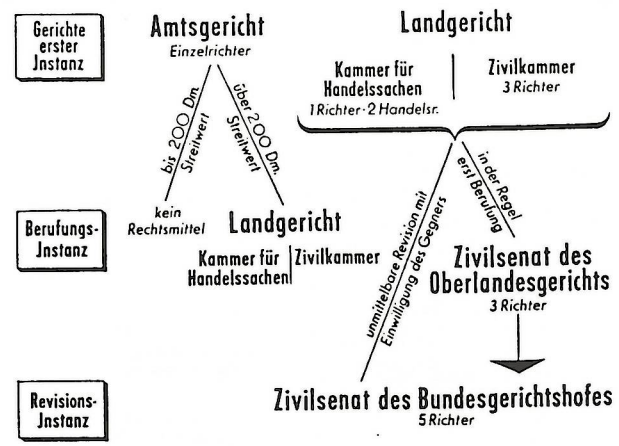 Gerichte
erster
Jnstanz
Amtsgericht
Einzelrichter
Landgericht
Kammer für
Handelssachen
1 Richter · 2 Handelsr.
Zivilkammer
3 Richter
bis 200 Dm.
Streitwert
über 200 Dm.
Streitwert
unmittelbare Revision mit
Einwilligung des Gegners
in der Regel
erst Berufung
Berufungs-
Jnstanz
kein
Rechtsmittel
Landgericht
Kammer für
Handelssachen
Zivilkammer
Zivilsenat des
Oberlandesgerichts
3 Richter
Revisions-
Jnstanz
Zivilsenat des Bundesgerichtshofes
5 Richter